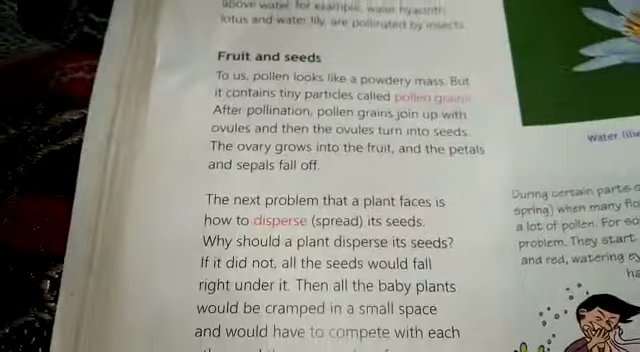 above water, for example, water hyacinth
lotus and water lily, are pollinated by insects.
Fruit and seeds
To us, pollen looks like a powdery mass. But
it contains tiny particles called pollen grains.
After pollination, pollen grains join up with
ovules and then the ovules turn into seeds.
The ovary grows into the fruit, and the petals
and sepals fall off.
The next problem that a plant faces is
how to disperse (spread) its seeds.
Why should a plant disperse its seeds?
If it did not, all the seeds would fall
right under it. Then all the baby plants
would be cramped in a small space
and would have to compete with each
Water
During certain parts
spring) when many
a lot of pollen. For
problem. They start
and red, watering